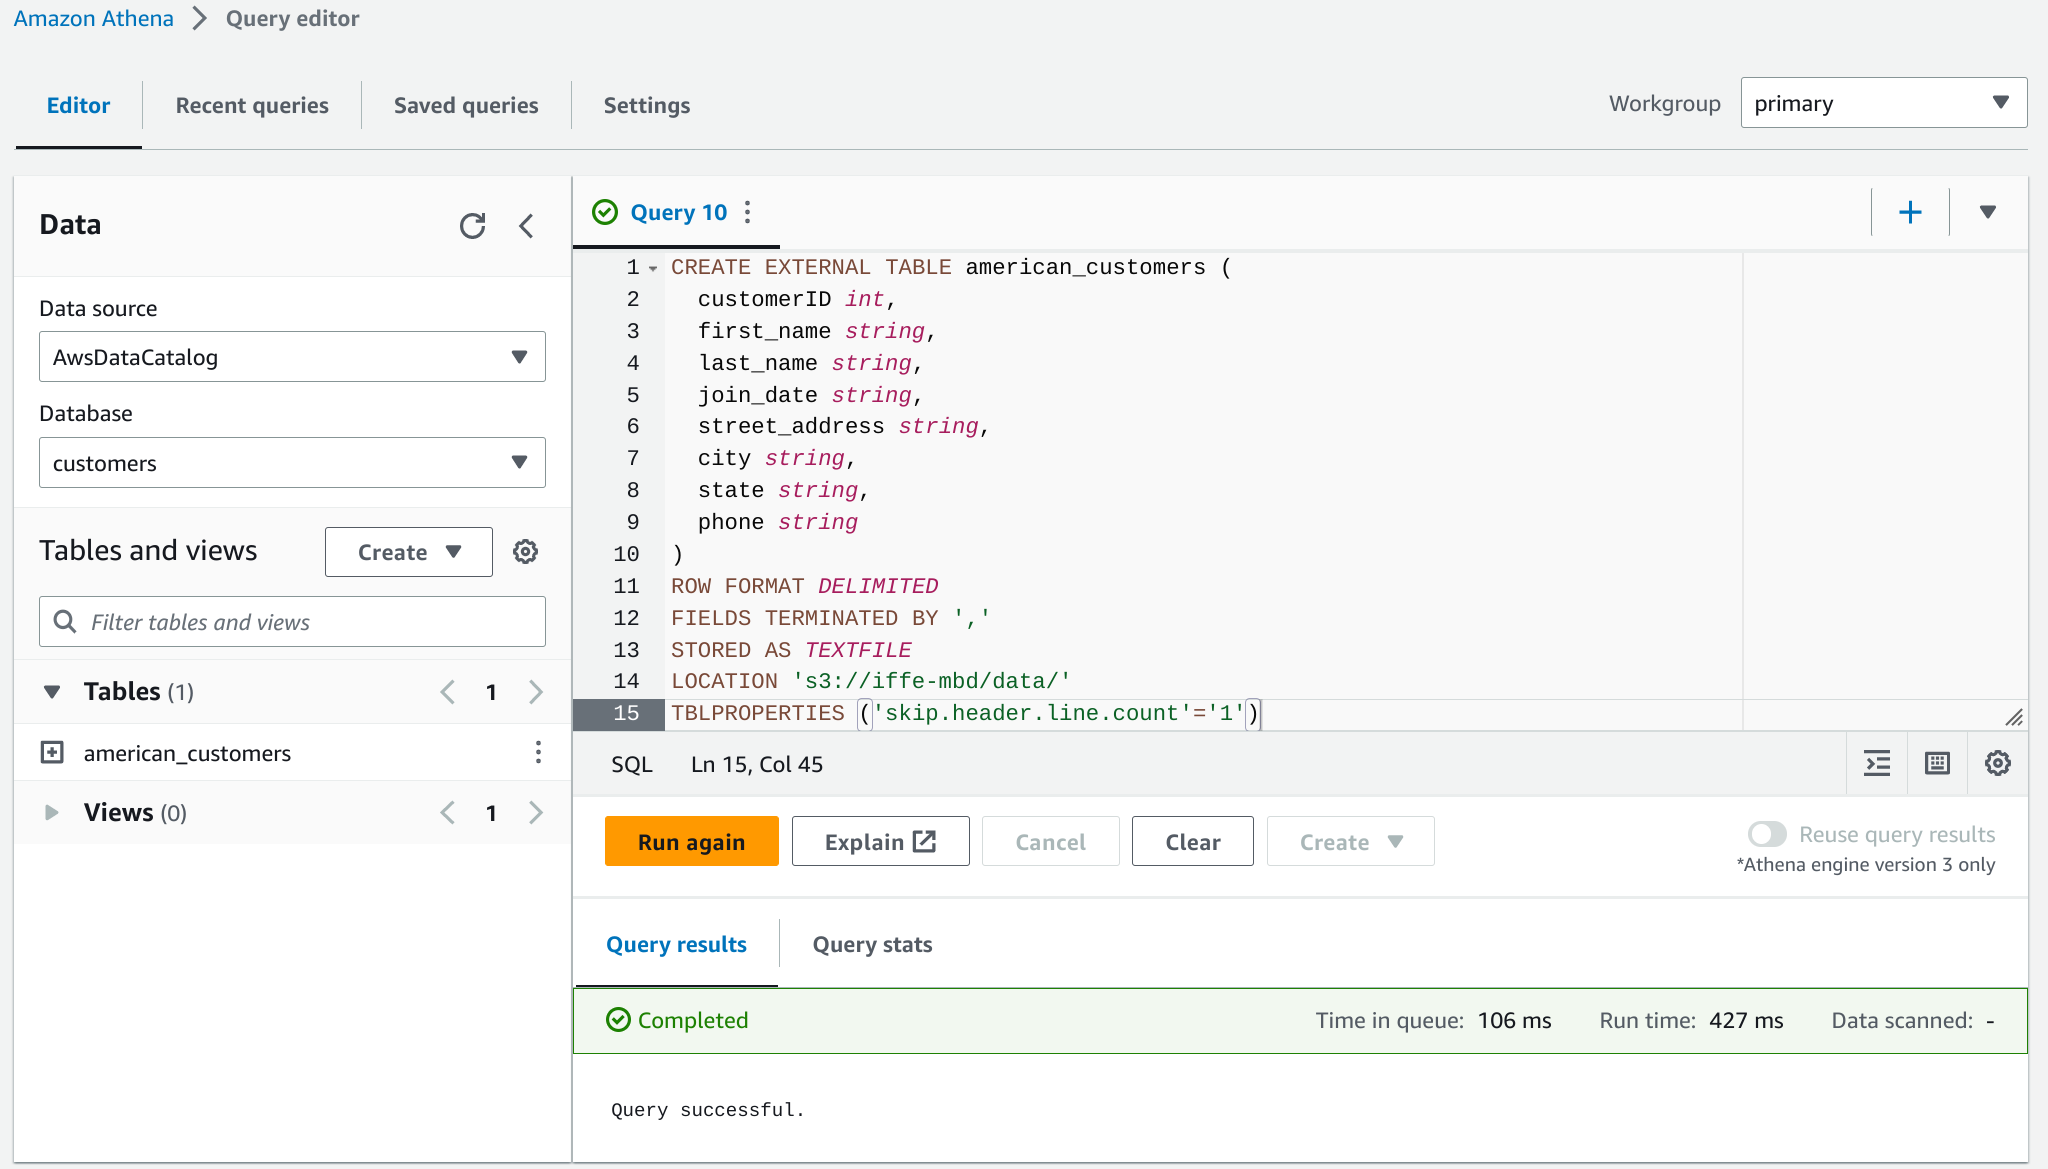 Amazon Athena > Query editor
Editor Recent queries Saved queries Settings
Workgroup primary
Data
Data source
AwsDataCatalog
Database
customers
Tables and views Create
Filter tables and views
Tables (1) 1
american_customers
Views (0) 1
Query 10
1 CREATE EXTERNAL TABLE american_customers (
2 customerID int,
3 first_name string,
4 last_name string,
5 join_date string,
6 street_address string,
7 city string,
8 state string,
9 phone string
10 )
11 ROW FORMAT DELIMITED
12 FIELDS TERMINATED BY ','
13 STORED AS TEXTFILE
14 LOCATION 's3://iffe-mbd/data/'
15 TBLPROPERTIES ('skip.header.line.count'='1')
SQL Ln 15, Col 45
Run again Explain Cancel Clear Create
Reuse query results
*Athena engine version 3 only
Query results Query stats
Completed Time in queue: 106 ms Run time: 427 ms Data scanned: -
Query successful.